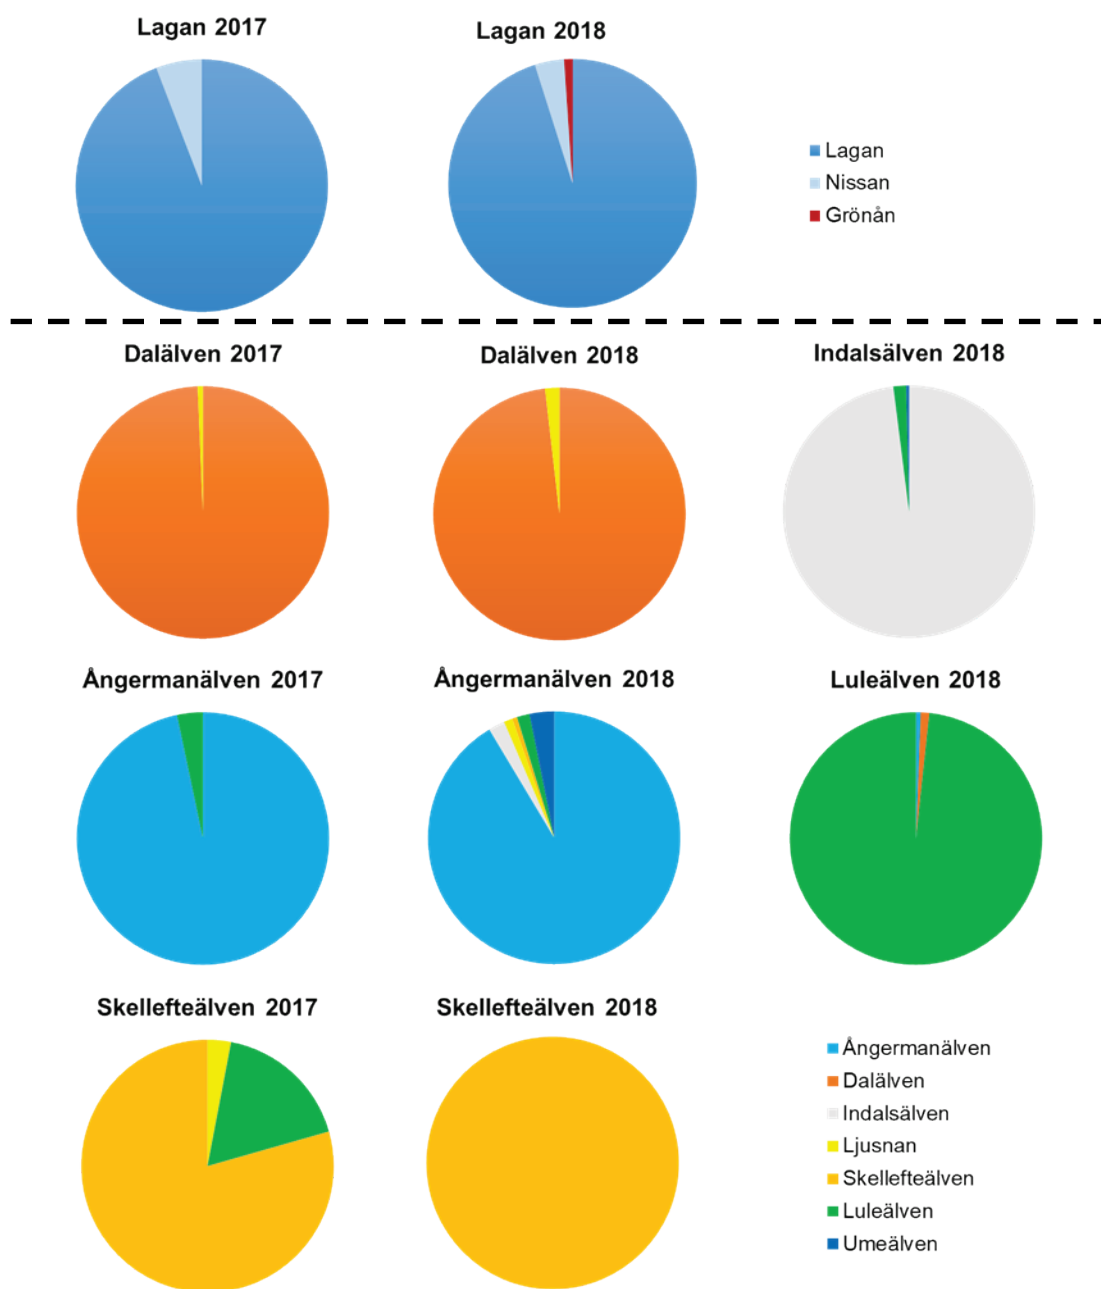 Lagan 2017
Lagan 2018
Lagan
Nissan
Grönån
Dalälven 2017
Dalälven 2018
Indalsälven 2018
Ångermanälven 2017
Ångermanälven 2018
Luleälven 2018
Skellefteälven 2017
Skellefteälven 2018
Ångermanälven
Dalälven
Indalsälven
Ljusnan
Skellefteälven
Luleälven
Umeälven